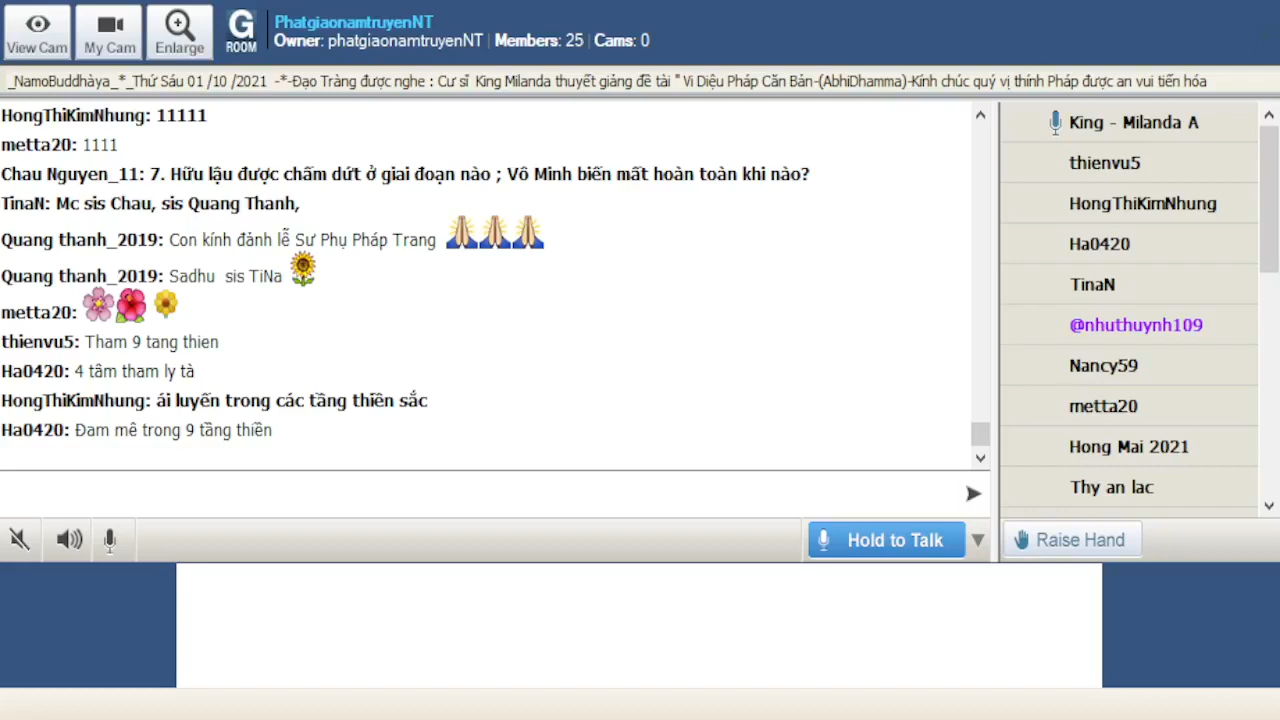 View Cam
My Cam
Enlarge
G
ROOM
PhatgiaonamtruyenNT
Owner: phatgiaonamtruyenNT | Members: 25 | Cams: 0
_NamoBuddhàya_*_Thứ Sáu 01 /10 /2021 -*-Đạo Tràng được nghe : Cư sĩ King Milanda thuyết giảng đề tài " Vi Diệu Pháp Căn Bản-(AbhiDhamma)-Kính chúc quý vị thính Pháp được an vui tiến hóa
HongThiKimNhung: 11111
metta20: 1111
Chau Nguyen_11: 7. Hữu lậu được chấm dứt ở giai đoạn nào ; Vô Minh biến mất hoàn toàn khi nào?
TinaN: Mc sis Chau, sis Quang Thanh,
Quang thanh_2019: Con kính đảnh lễ Sư Phụ Pháp Trang
Quang thanh_2019: Sadhu sis TiNa
metta20:
thienvu5: Tham 9 tang thien
Ha0420: 4 tâm tham ly tà
HongThiKimNhung: ái luyến trong các tầng thiền sắc
Ha0420: Đam mê trong 9 tầng thiền
King - Milanda A
thienvu5
HongThiKimNhung
Ha0420
TinaN
@nhuthuynh109
Nancy59
metta20
Hong Mai 2021
Thy an lac
Hold to Talk
Raise Hand